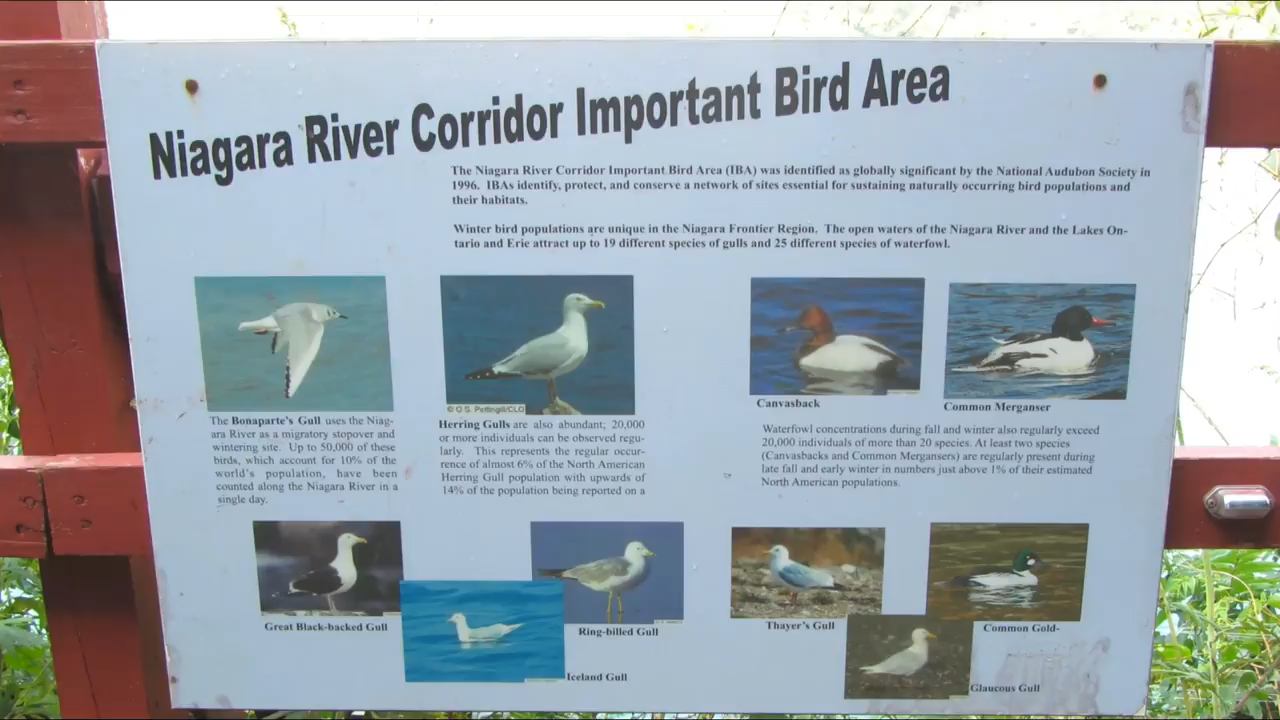 Niagara River Corridor Important Bird Area
The Niagara River Corridor Important Bird Area (IBA) was identified as globally significant by the National Audubon Society in
1996. IBAs identify, protect, and conserve a network of sites essential for sustaining naturally occurring bird populations and
their habitats.
Winter bird populations are unique in the Niagara Frontier Region. The open waters of the Niagara River and the Lakes On-
tario and Erie attract up to 19 different species of gulls and 25 different species of waterfowl.
© O.S. Pettingill/CLO
The Bonaparte's Gull uses the Niag-
ara River as a migratory stopover and
wintering site. Up to 50,000 of these
birds, which account for 10% of the
world's population, have been
counted along the Niagara River in a
single day.
Herring Gulls are also abundant; 20,000
or more individuals can be observed regu-
larly. This represents the regular occur-
rence of almost 6% of the North American
Herring Gull population with upwards of
14% of the population being reported on a
Canvasback
Common Merganser
Waterfowl concentrations during fall and winter also regularly exceed
20,000 individuals of more than 20 species. At least two species
(Canvasbacks and Common Mergansers) are regularly present during
late fall and early winter in numbers just above 1% of their estimated
North American populations.
Great Black-backed Gull
Ring-billed Gull
Iceland Gull
Thayer's Gull
Common Gold-
Glaucous Gull